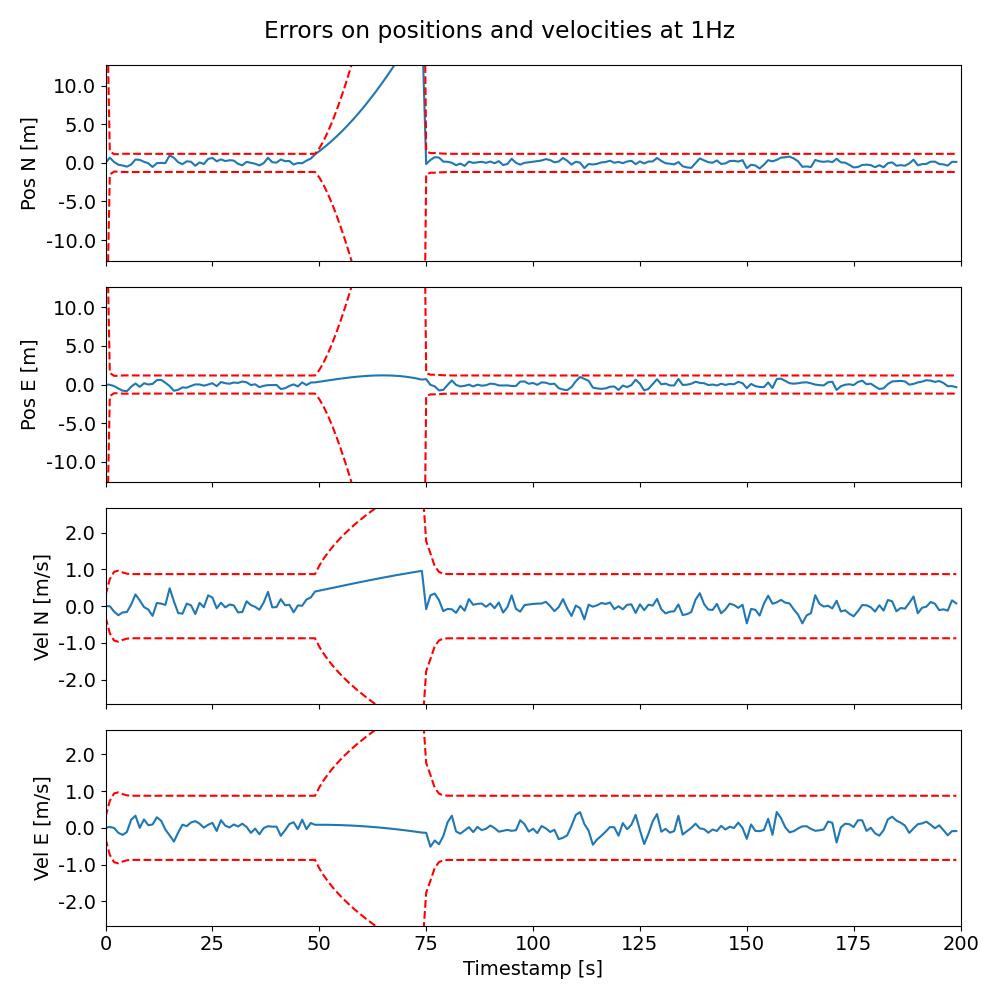 Errors on positions and velocities at 1Hz
10.0
5.0
0.0
-5.0
-10.0
Pos N [m]
10.0
5.0
0.0
-5.0
-10.0
Pos E [m]
2.0
1.0
0.0
-1.0
-2.0
Vel N [m/s]
2.0
1.0
0.0
-1.0
-2.0
Vel E [m/s]
0 25 50 75 100 125 150 175 200
Timestamp [s]